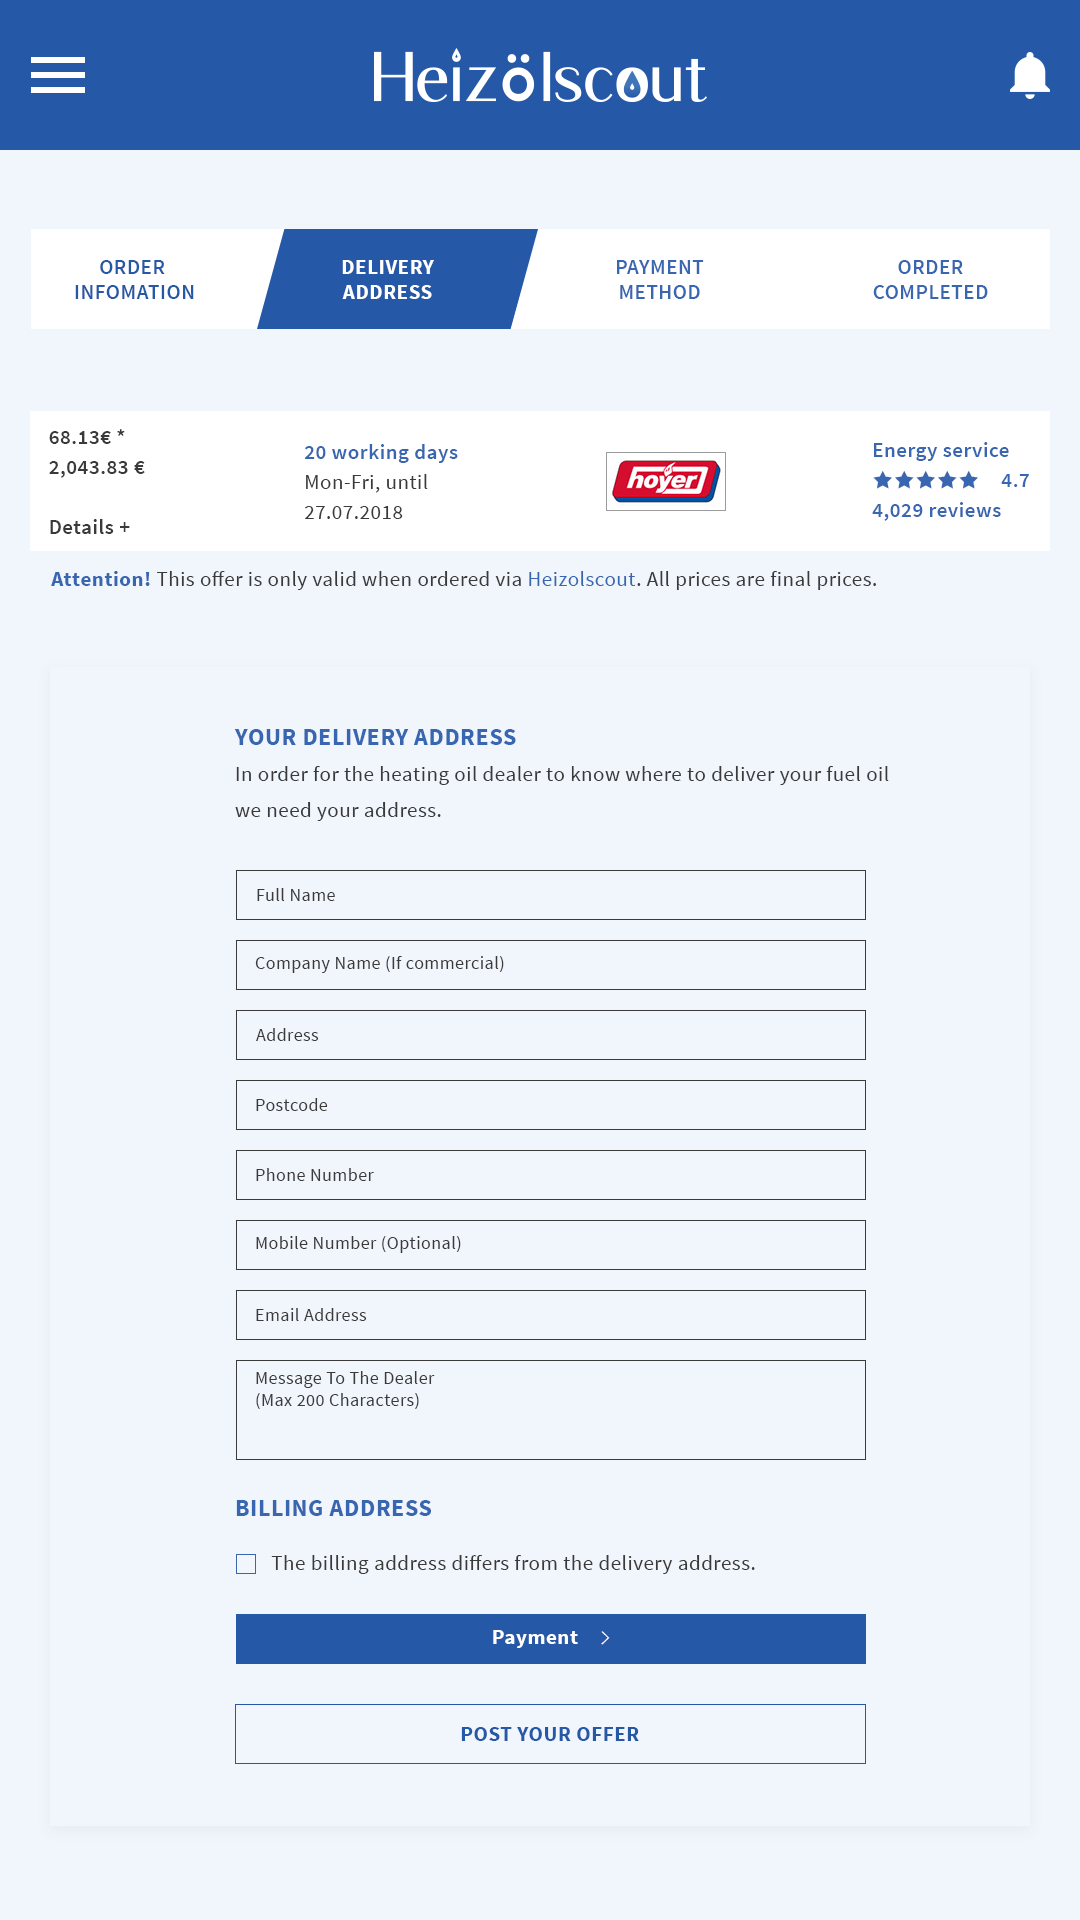 Heizölscout
ORDER
INFOMATION
DELIVERY
ADDRESS
PAYMENT
METHOD
ORDER
COMPLETED
68.13€ *
2,043.83 €
Details +
20 working days
Mon-Fri, until
27.07.2018
hoyer
Energy service
4.7
4,029 reviews
Attention! This offer is only valid when ordered via Heizolscout. All prices are final prices.
YOUR DELIVERY ADDRESS
In order for the heating oil dealer to know where to deliver your fuel oil
we need your address.
Full Name
Company Name (If commercial)
Address
Postcode
Phone Number
Mobile Number (Optional)
Email Address
Message To The Dealer
(Max 200 Characters)
BILLING ADDRESS
The billing address differs from the delivery address.
Payment
POST YOUR OFFER